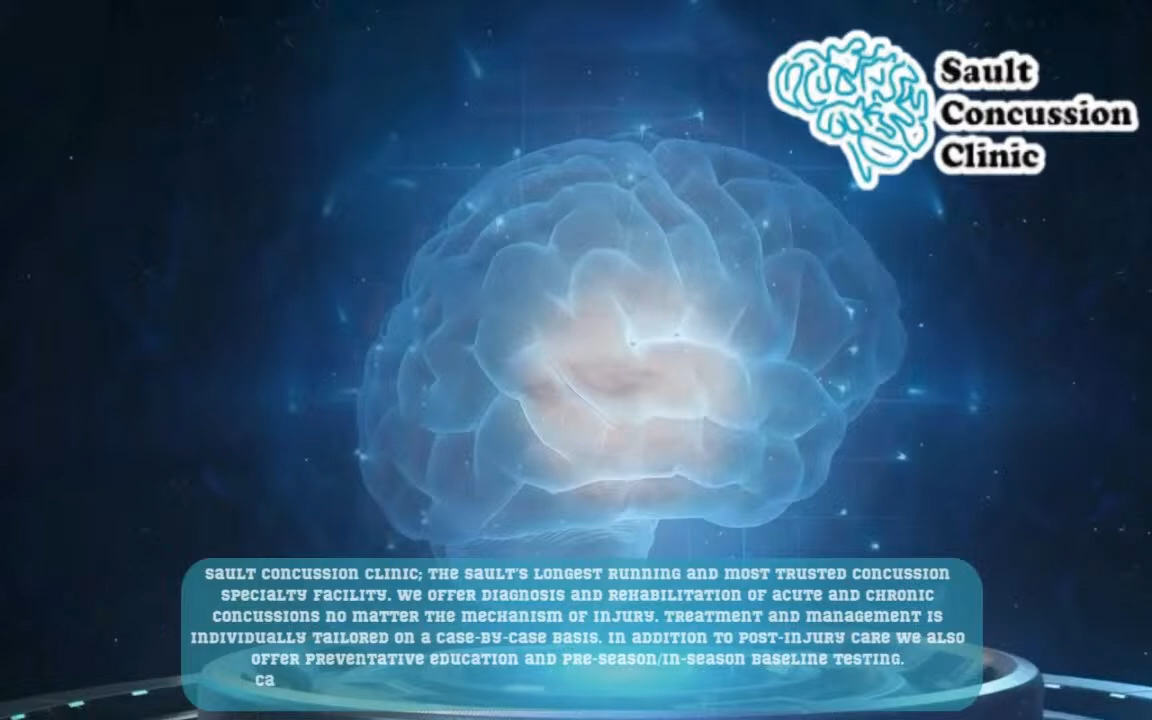 Sault
Concussion
Clinic
SAULT CONCUSSION CLINIC; THE SAULT'S LONGEST RUNNING AND MOST TRUSTED CONCUSSION
SPECIALTY FACILITY. WE OFFER DIAGNOSIS AND REHABILITATION OF ACUTE AND CHRONIC
CONCUSSIONS NO MATTER THE MECHANISM OF INJURY. TREATMENT AND MANAGEMENT IS
INDIVIDUALLY TAILORED ON A CASE-BY-CASE BASIS. IN ADDITION TO POST-INJURY CARE WE ALSO
OFFER PREVENTATIVE EDUCATION AND PRE-SEASON/IN-SEASON BASELINE TESTING.
CA